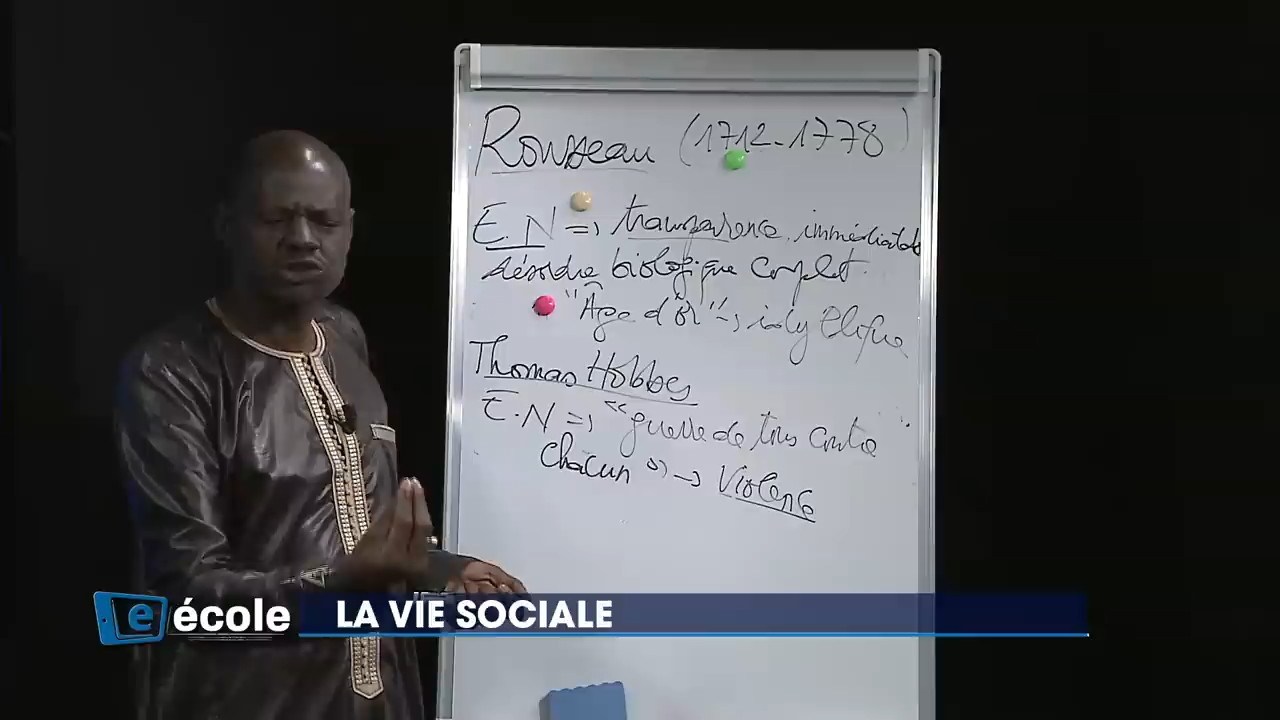 Rousseau (1712-1778)
E.N => transparence, immédiateté
désordre biologique complet.
"Âge d'Or" -> idyllique
Thomas Hobbes
E.N => "guerre de tous contre
chacun" -> Violence
e école
LA VIE SOCIALE